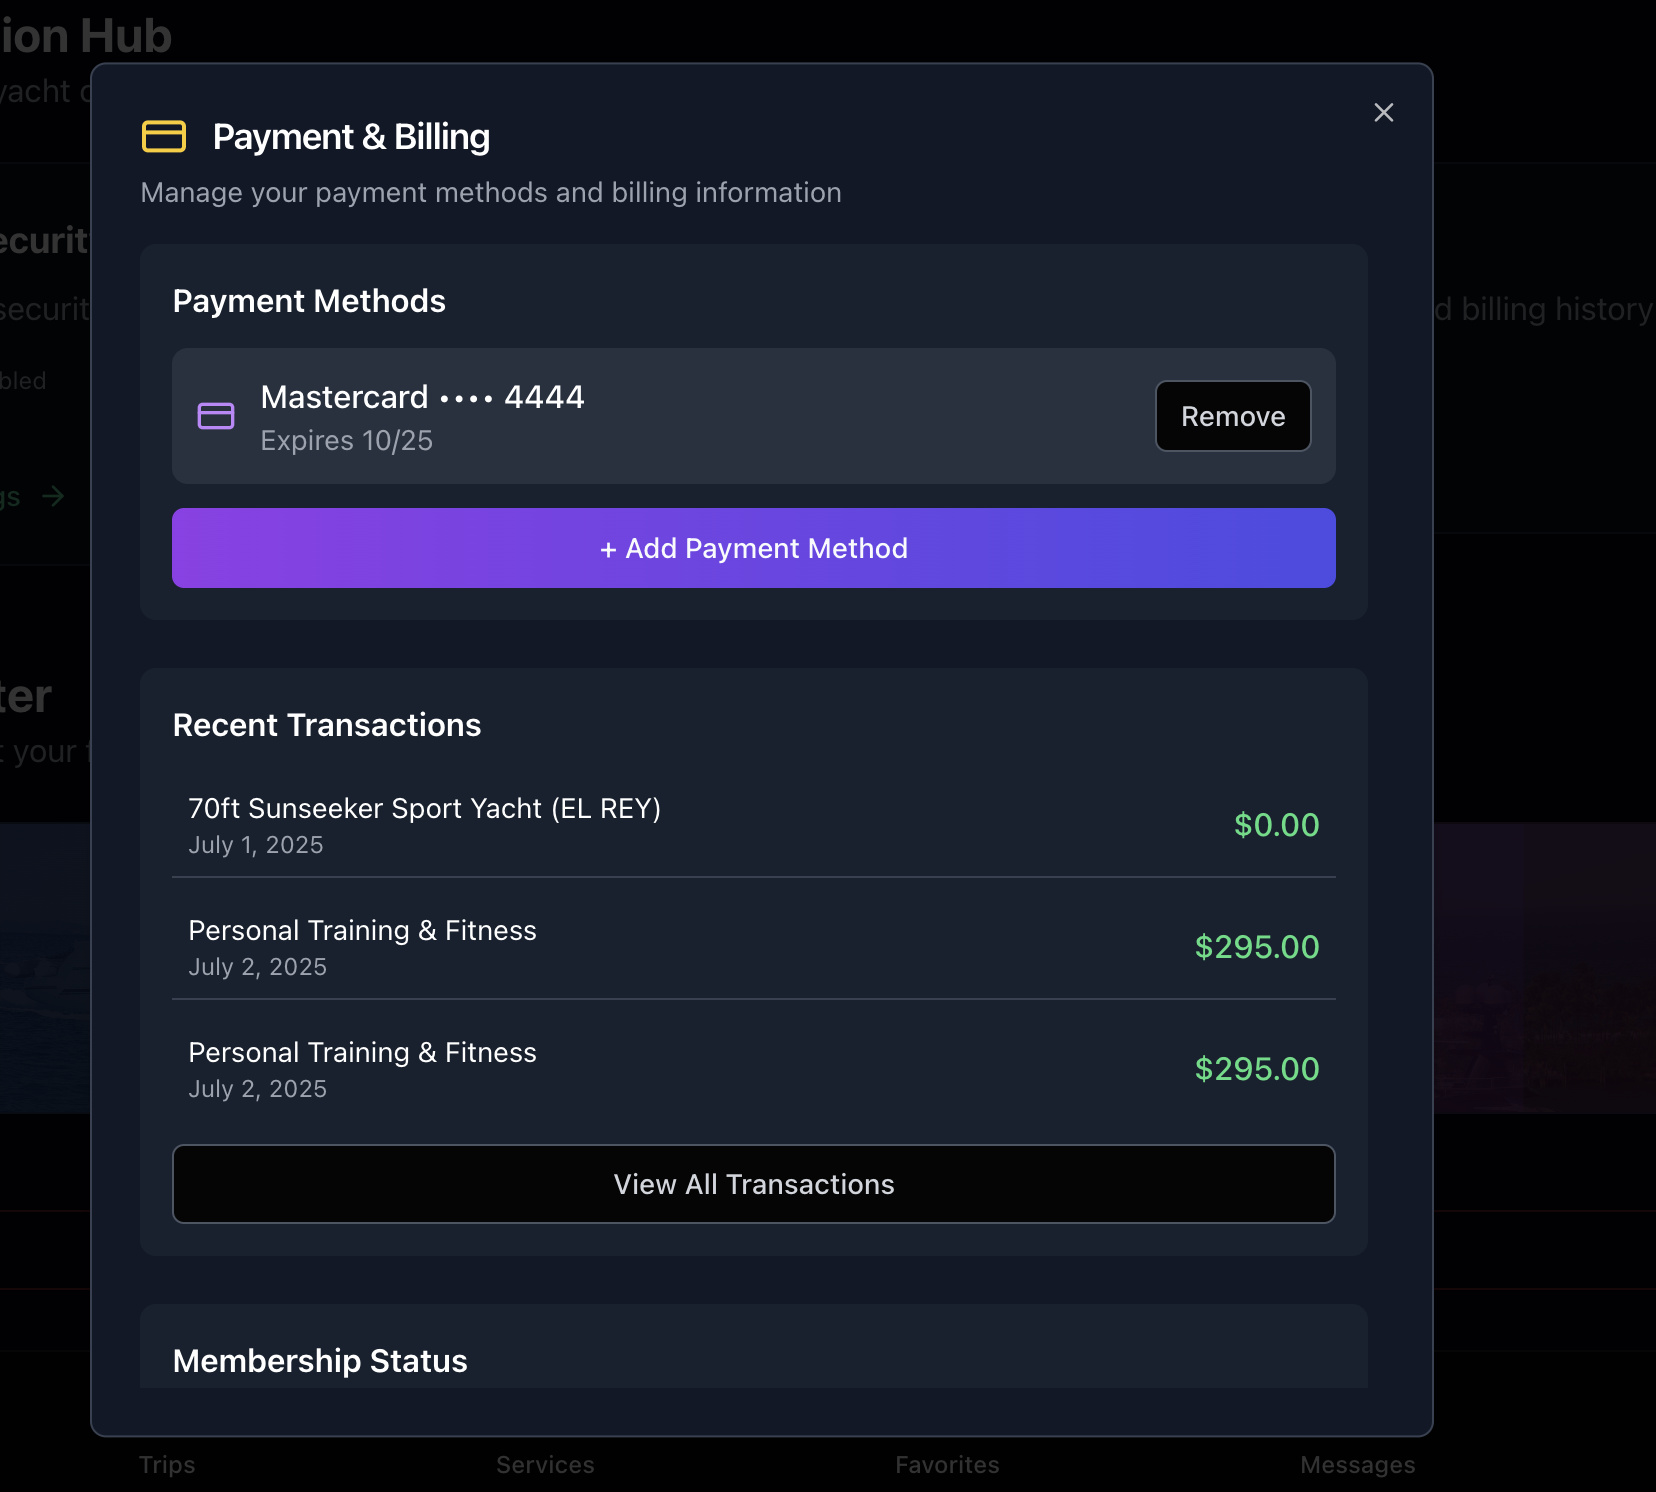 ion Hub
yacht
Payment & Billing
Manage your payment methods and billing information
Payment Methods
Mastercard •••• 4444
Expires 10/25
Remove
+ Add Payment Method
d billing history
Recent Transactions
70ft Sunseeker Sport Yacht (EL REY)
July 1, 2025
$0.00
Personal Training & Fitness
July 2, 2025
$295.00
Personal Training & Fitness
July 2, 2025
$295.00
View All Transactions
Membership Status
ecurit
securit
bled
gs →
ter
t your f
Trips
Services
Favorites
Messages